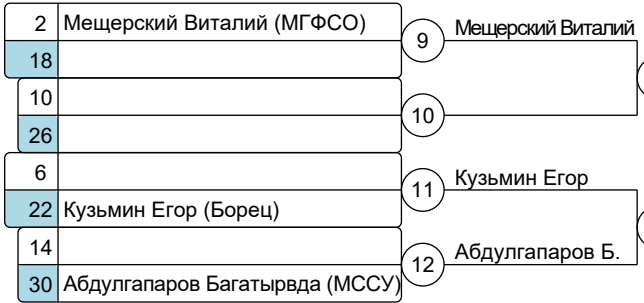 2 Мещерский Виталий (МГФСО)
9 Мещерский Виталий
18
10
10
26
6
11 Кузьмин Егор
22 Кузьмин Егор (Борец)
14
12 Абдулгапаров Б.
30 Абдулгапаров Багатырвда (МССУ)